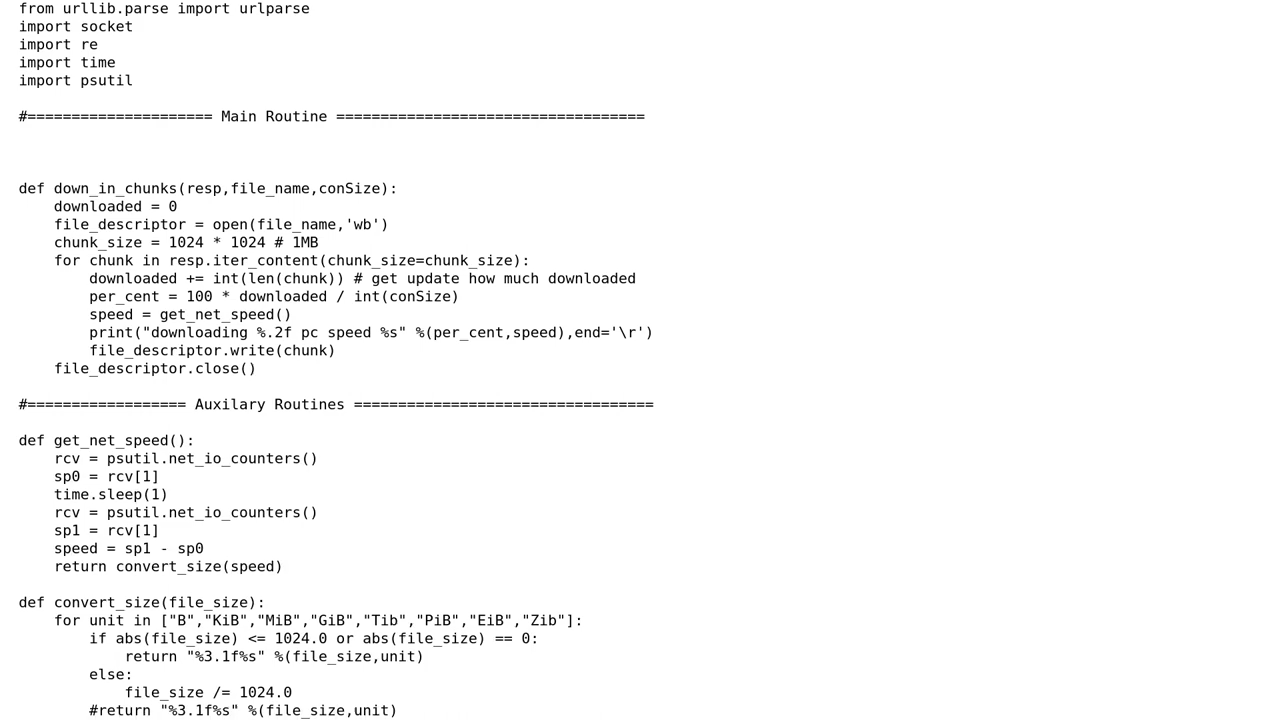 from urllib.parse import urlparse
import socket
import re
import time
import psutil
#===================== Main Routine ===================================
def down_in_chunks(resp,file_name,conSize):
    downloaded = 0
    file_descriptor = open(file_name,'wb')
    chunk_size = 1024 * 1024 # 1MB
    for chunk in resp.iter_content(chunk_size=chunk_size):
        downloaded += int(len(chunk)) # get update how much downloaded
        per_cent = 100 * downloaded / int(conSize)
        speed = get_net_speed()
        print("downloading %.2f pc speed %s" %(per_cent,speed),end='\r')
        file_descriptor.write(chunk)
    file_descriptor.close()
#================== Auxilary Routines ==================================
def get_net_speed():
    rcv = psutil.net_io_counters()
    sp0 = rcv[1]
    time.sleep(1)
    rcv = psutil.net_io_counters()
    sp1 = rcv[1]
    speed = sp1 - sp0
    return convert_size(speed)
def convert_size(file_size):
    for unit in ["B","KiB","MiB","GiB","Tib","PiB","EiB","Zib"]:
        if abs(file_size) <= 1024.0 or abs(file_size) == 0:
            return "%3.1f%s" %(file_size,unit)
        else:
            file_size /= 1024.0
        #return "%3.1f%s" %(file_size,unit)